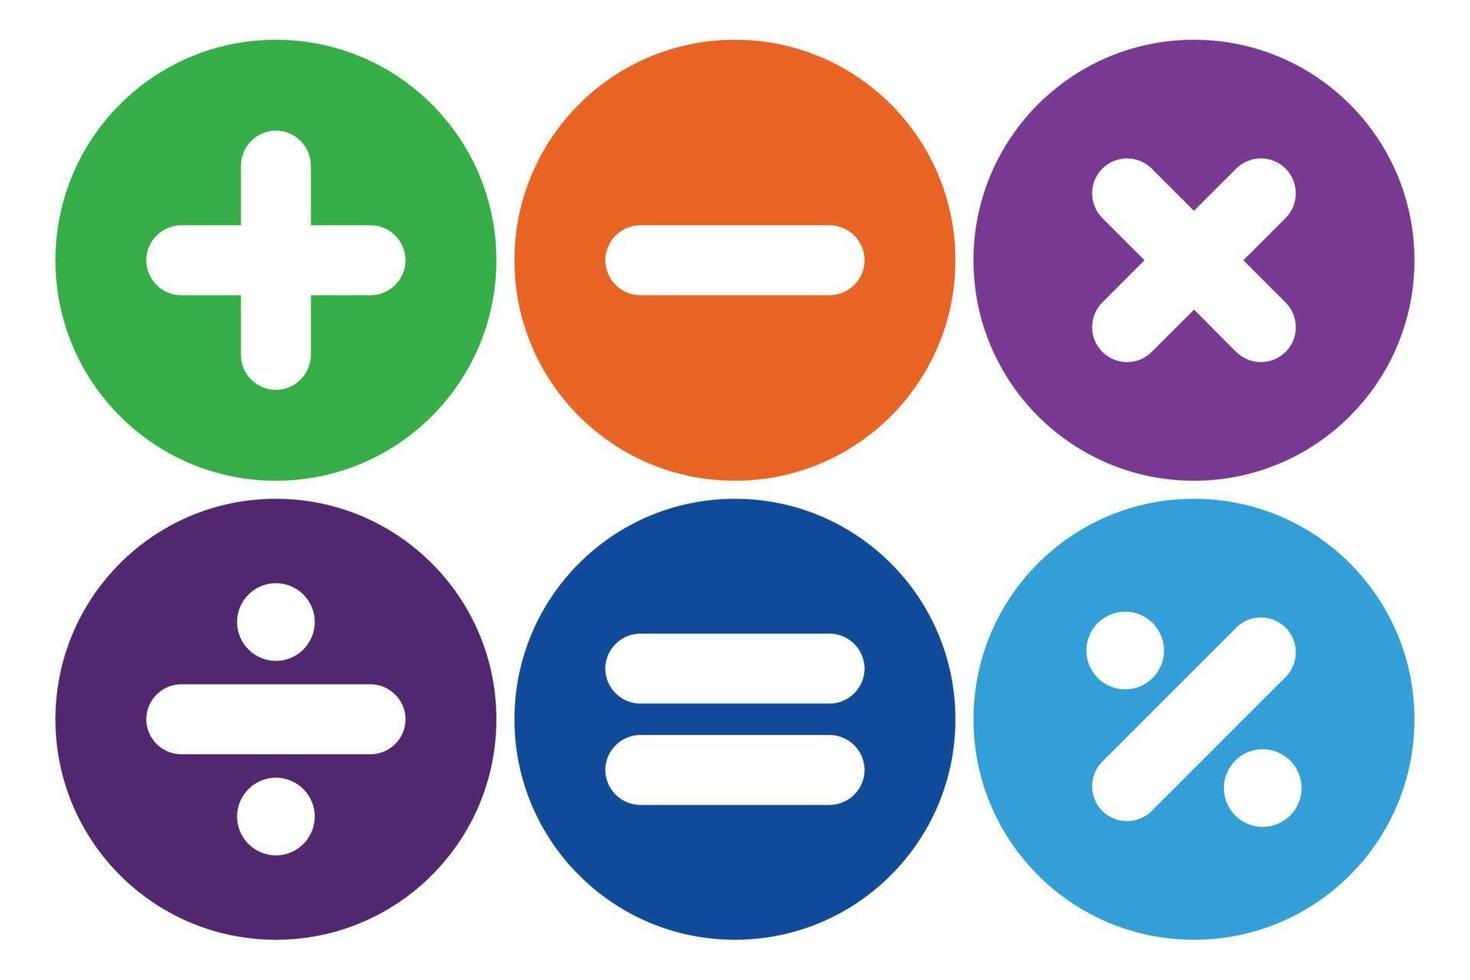 + − ×
÷ = %